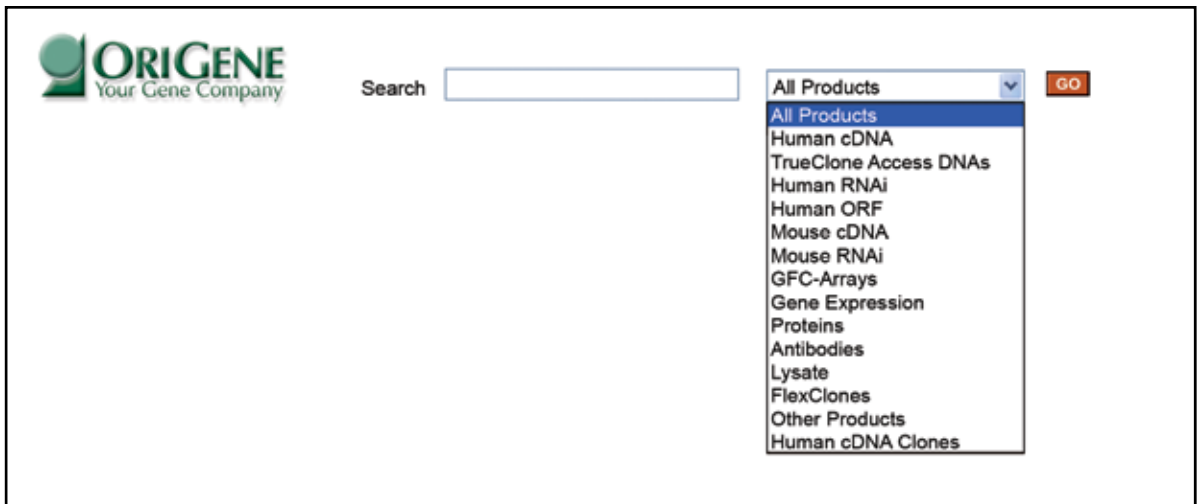 ORIGENE
Your Gene Company
Search
All Products
GO
All Products
Human cDNA
TrueClone Access DNAs
Human RNAi
Human ORF
Mouse cDNA
Mouse RNAi
GFC-Arrays
Gene Expression
Proteins
Antibodies
Lysate
FlexClones
Other Products
Human cDNA Clones